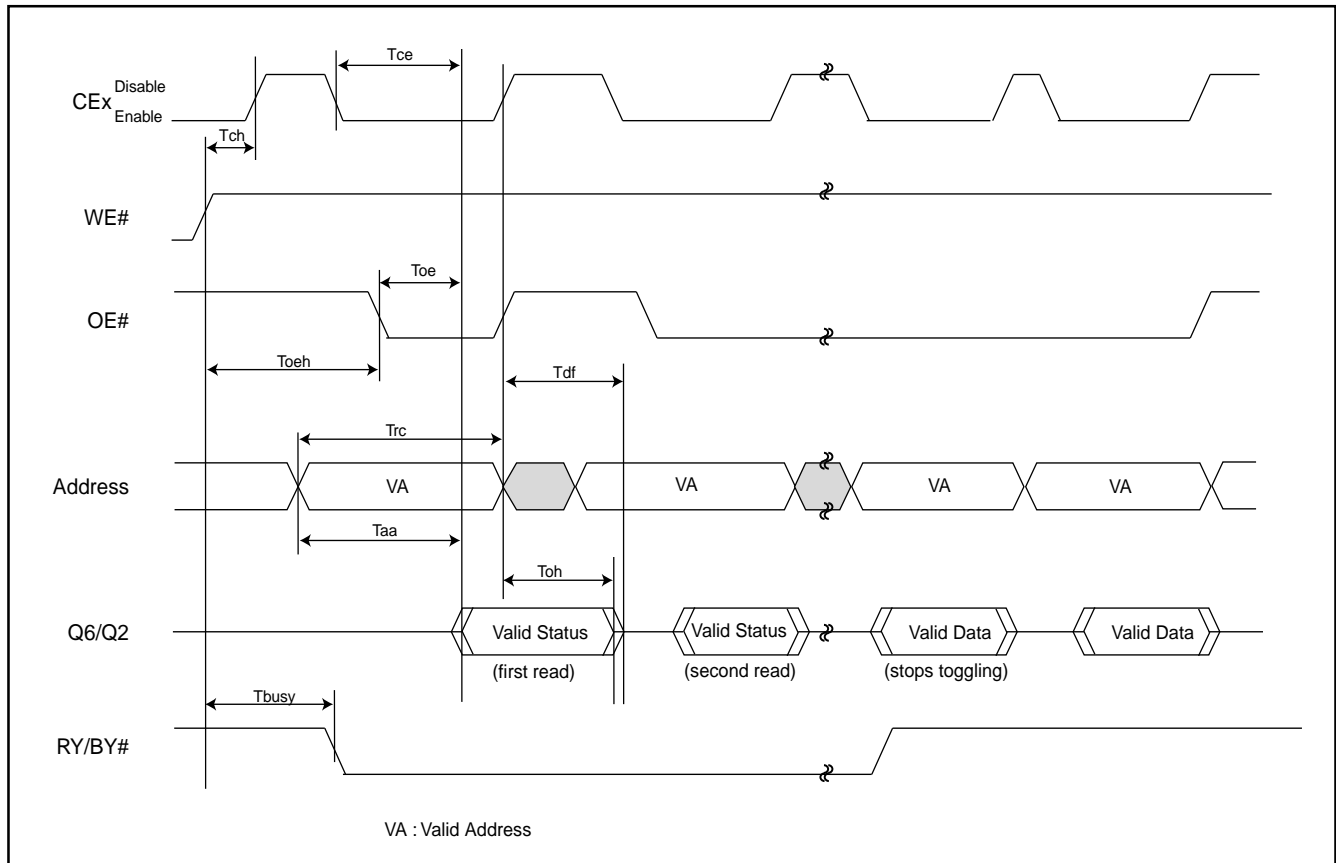 Tce
CEx
Disable
Enable
Tch
WE#
Toe
OE#
Toeh
Tdf
Trc
Address
VA
VA
VA
VA
Taa
Toh
Q6/Q2
Valid Status
Valid Status
Valid Data
Valid Data
(first read)
(second read)
(stops toggling)
Tbusy
RY/BY#
VA : Valid Address